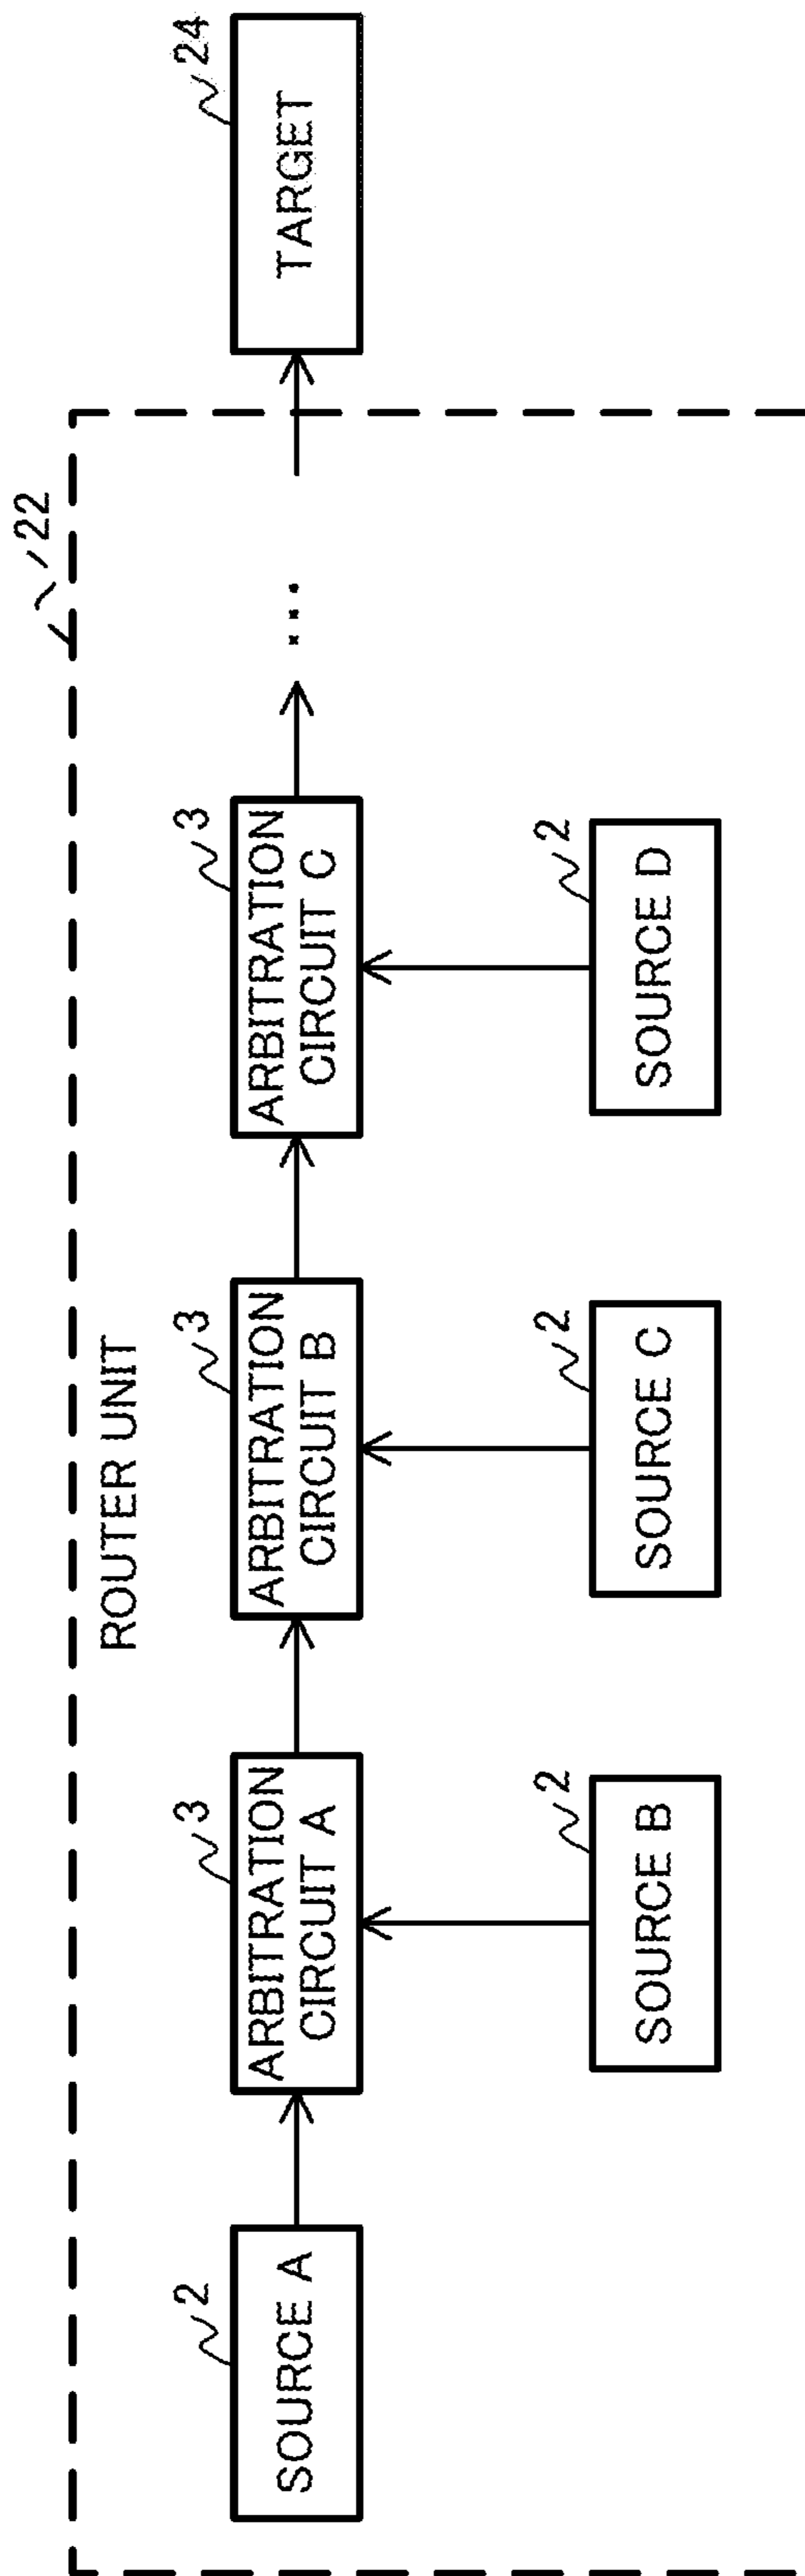 22
ROUTER UNIT
2
SOURCE A
3
ARBITRATION
CIRCUIT A
3
ARBITRATION
CIRCUIT B
3
ARBITRATION
CIRCUIT C
...
24
TARGET
2
SOURCE B
2
SOURCE C
2
SOURCE D